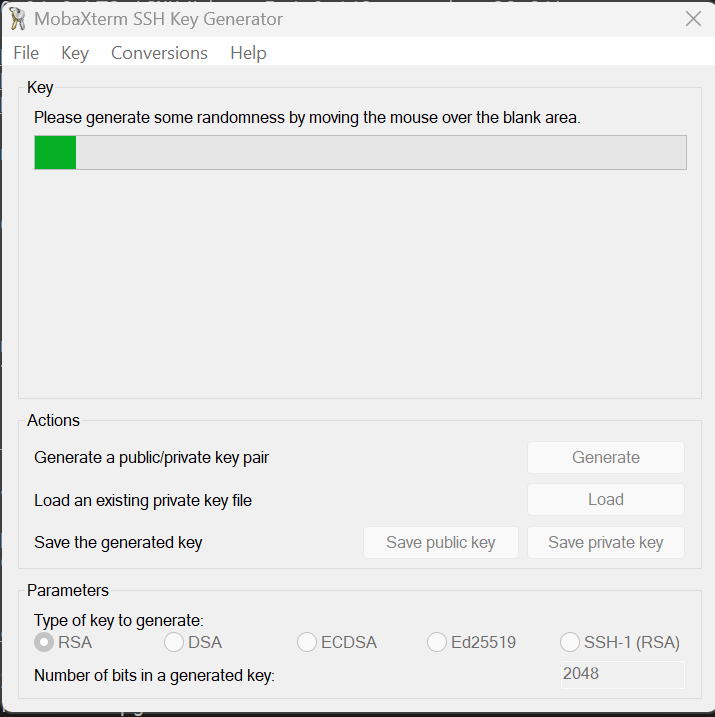 MobaXterm SSH Key Generator
File Key Conversions Help
Key
Please generate some randomness by moving the mouse over the blank area.
Actions
Generate a public/private key pair Generate
Load an existing private key file Load
Save the generated key Save public key Save private key
Parameters
Type of key to generate:
RSA DSA ECDSA Ed25519 SSH-1 (RSA)
Number of bits in a generated key: 2048